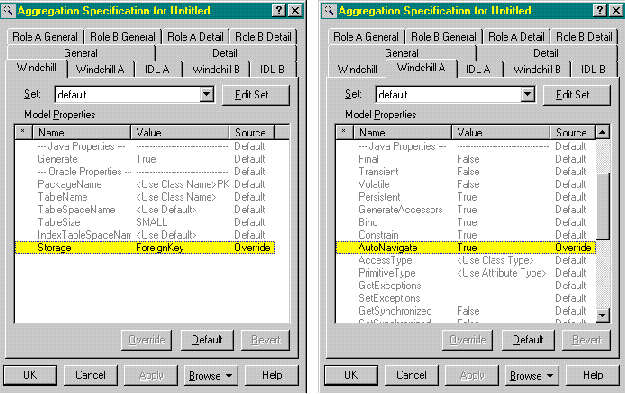 Aggregation Specification for Untitled
Role A General Role B General Role A Detail Role B Detail
General Detail
Windchill Windchill A IDL A Windchill B IDL B
Set: default Edit Set...
Model Properties
* Name Value Source
--- Java Properties --- ------------------------- Default
Generate True Default
--- Oracle Properties --- ------------------------- Default
PackageName <Use Class Name>PK Default
TableName <Use Class Name> Default
TableSpaceName <Use Default> Default
TableSize SMALL Default
IndexTableSpaceNam <Use Default> Default
Storage ForeignKey Override
Override Default Revert
OK Cancel Apply Browse Help
Aggregation Specification for Untitled
Role A General Role B General Role A Detail Role B Detail
General Detail
Windchill Windchill A IDL A Windchill B IDL B
Set: default Edit Set...
Model Properties
* Name Value Source
--- Java Properties --- ------------------------- Default
Final False Default
Transient False Default
Volatile False Default
Persistent True Default
GenerateAccessors True Default
Bind True Default
Constrain True Default
AutoNavigate True Override
AccessType <Use Class Type> Default
PrimitiveType <Use Attribute Type> Default
GetExceptions Default
SetExceptions Default
GetSynchronized False Default
SetSynchronized False Default
Override Default Revert
OK Cancel Apply Browse Help